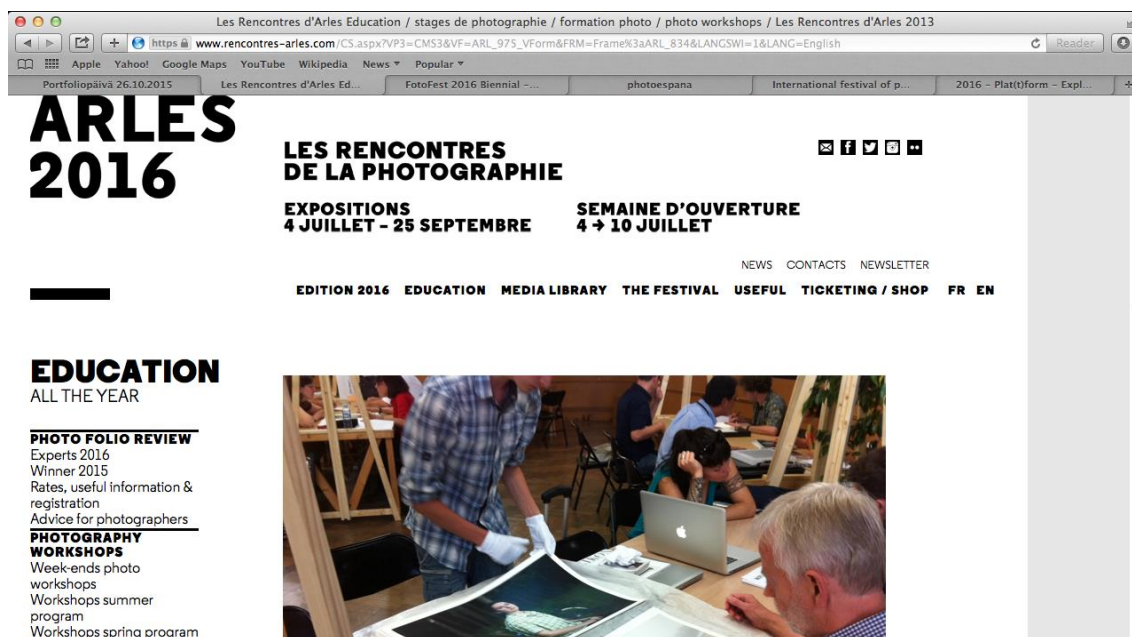 Les Rencontres d'Arles Education / stages de photographie / formation photo / photo workshops / Les Rencontres d'Arles 2013
https www.rencontres-arles.com/CS.aspx?VP3=CMS3&VF=ARL_975_VForm&FRM=Frame%3aARL_834&LANGSWI=1&LANG=English Reader
Apple Yahoo! Google Maps YouTube Wikipedia News Popular
Portfoliopäivä 26.10.2015 Les Rencontres d'Arles Ed... FotoFest 2016 Biennial –... photoespana International festival of p... 2016 – Plat(t)form – Expl...
ARLES
2016
LES RENCONTRES
DE LA PHOTOGRAPHIE
EXPOSITIONS
4 JUILLET – 25 SEPTEMBRE
SEMAINE D'OUVERTURE
4 → 10 JUILLET
NEWS CONTACTS NEWSLETTER
EDITION 2016 EDUCATION MEDIA LIBRARY THE FESTIVAL USEFUL TICKETING / SHOP FR EN
EDUCATION
ALL THE YEAR
PHOTO FOLIO REVIEW
Experts 2016
Winner 2015
Rates, useful information &
registration
Advice for photographers
PHOTOGRAPHY
WORKSHOPS
Week-ends photo
workshops
Workshops summer
program
Workshops spring program